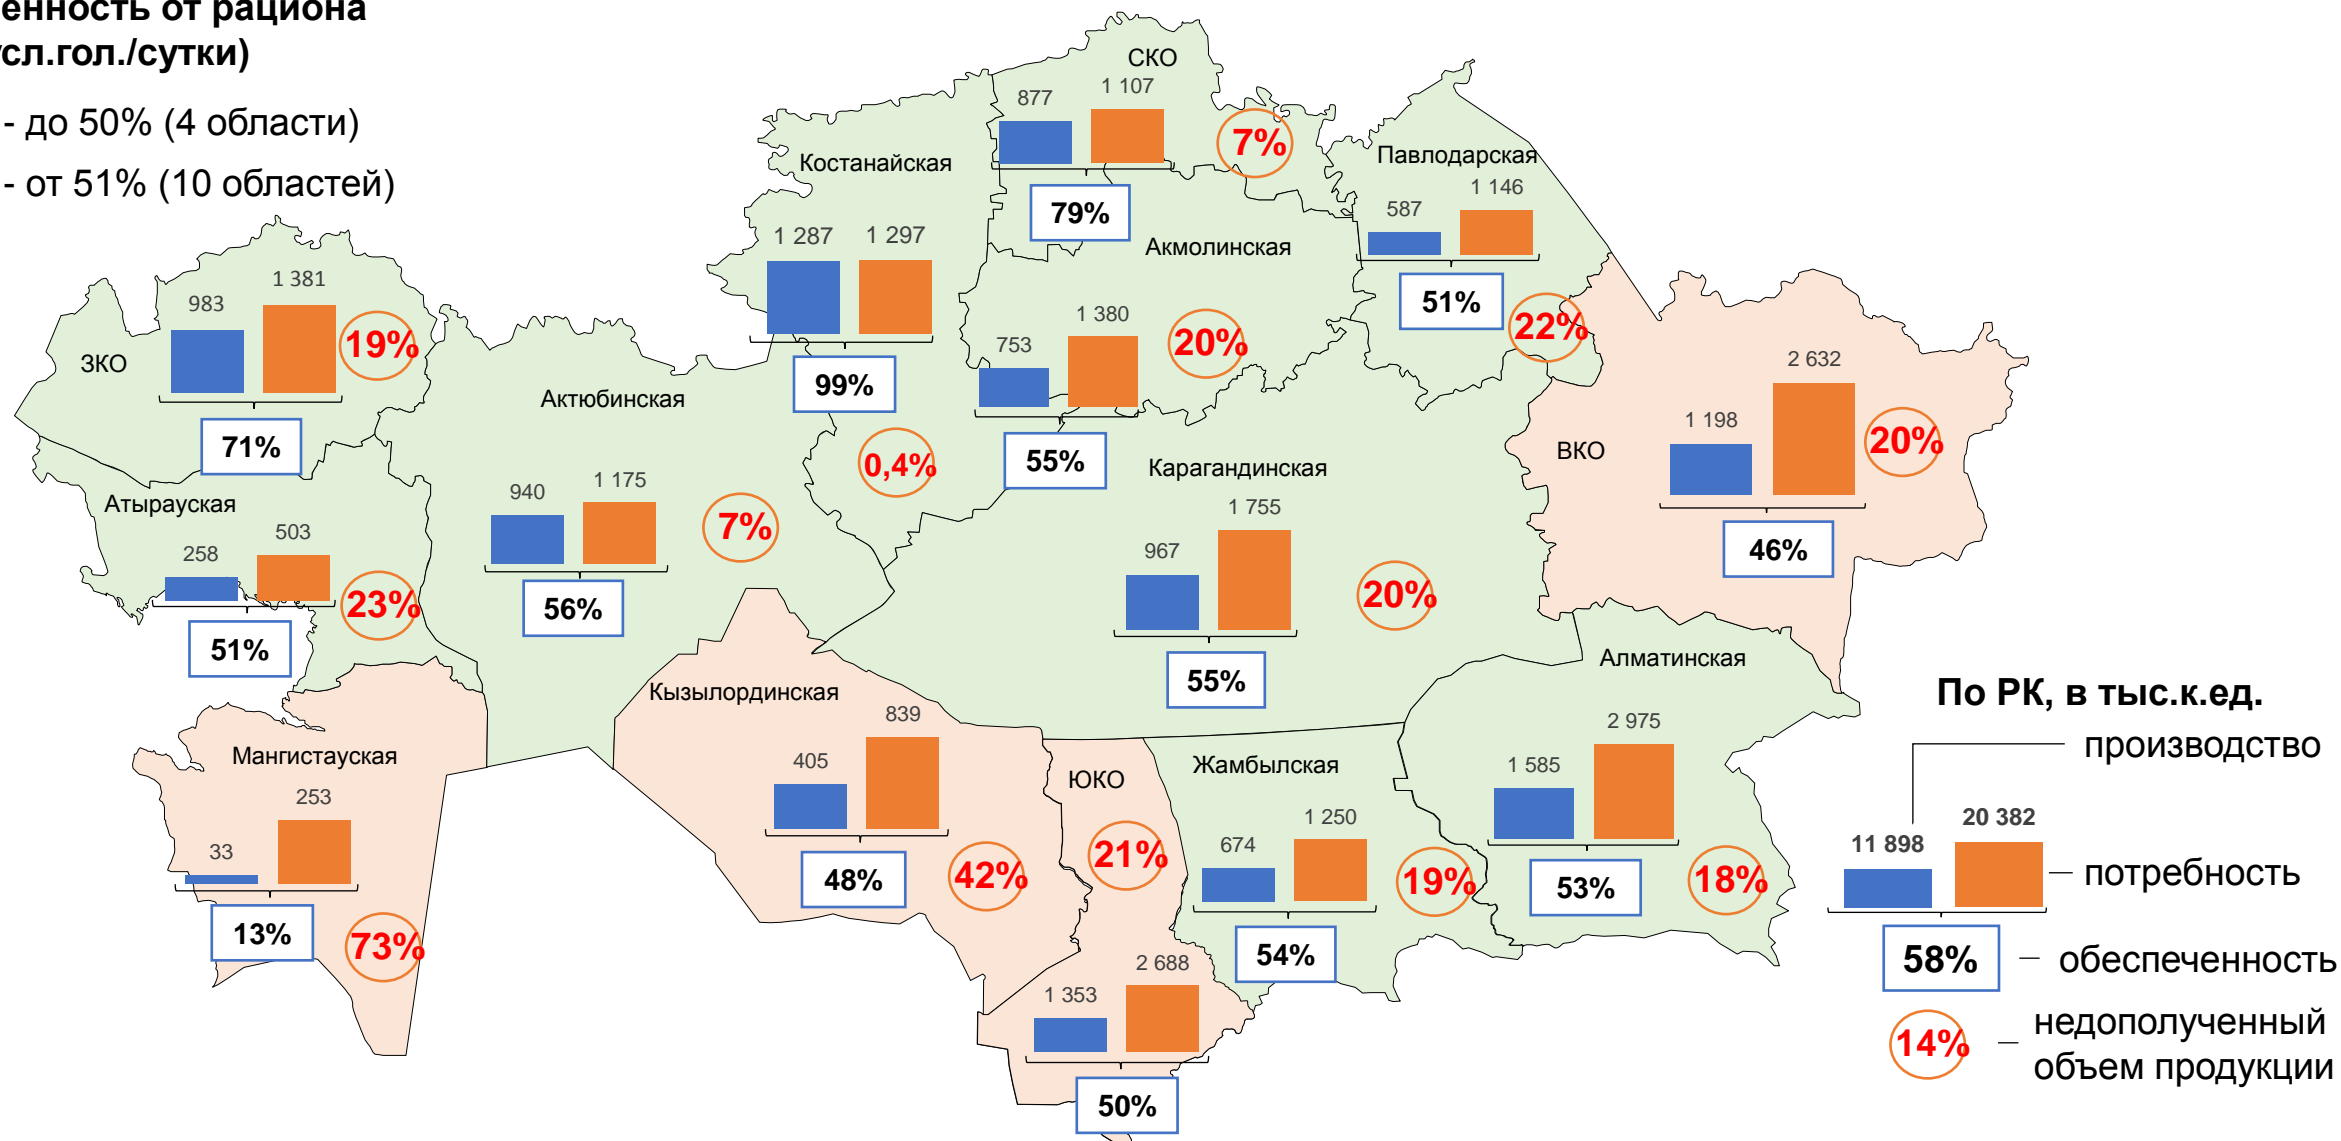 енность от рациона
сл.гол./сутки)
- до 50% (4 области)
- от 51% (10 областей)
СКО
877
1 107
7%
79%
Костанайская
1 287
1 297
99%
0,4%
Павлодарская
587
1 146
51%
22%
Акмолинская
753
1 380
20%
55%
ЗКО
983
1 381
19%
71%
Актюбинская
940
1 175
7%
56%
Атырауская
258
503
23%
51%
Карагандинская
967
1 755
20%
55%
ВКО
1 198
2 632
20%
46%
Мангистауская
33
253
13%
73%
Кызылординская
405
839
48%
42%
ЮКО
21%
1 353
2 688
50%
Жамбылская
674
1 250
19%
54%
Алматинская
1 585
2 975
53%
18%
По РК, в тыс.к.ед.
производство
11 898
20 382
потребность
58%
обеспеченность
14%
недополученный
объем продукции